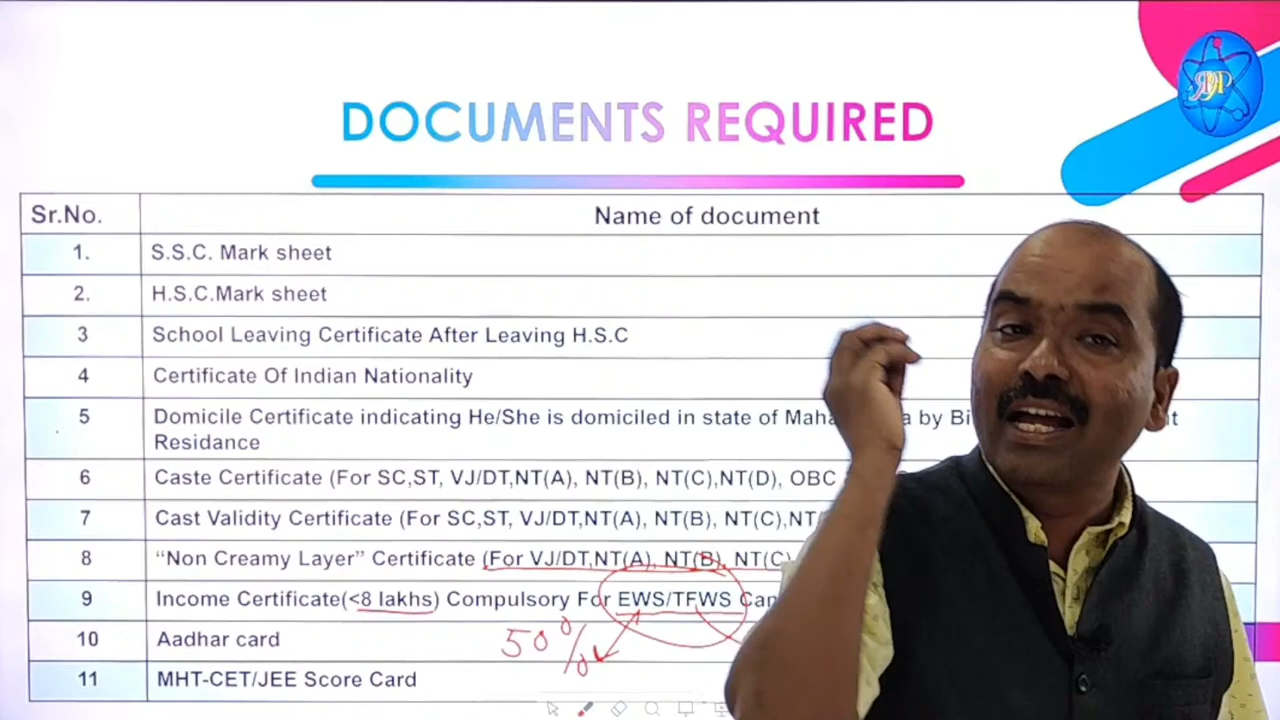 DOCUMENTS REQUIRED
Sr.No. Name of document
1. S.S.C. Mark sheet
2. H.S.C.Mark sheet
3 School Leaving Certificate After Leaving H.S.C
4 Certificate Of Indian Nationality
5 Domicile Certificate indicating He/She is domiciled in state of by
Residance
6 Caste Certificate (For SC,ST, VJ/DT,NT(A), NT(B), NT(C),NT(D), OBC
7 Cast Validity Certificate (For SC,ST, VJ/DT,NT(A), NT(B), NT(C),
8 “Non Creamy Layer” Certificate (For VJ/DT,NT(A), NT(B), NT(C)
9 Income Certificate(<8 lakhs) Compulsory For EWS/TFWS
50%
10 Aadhar card
11 MHT-CET/JEE Score Card